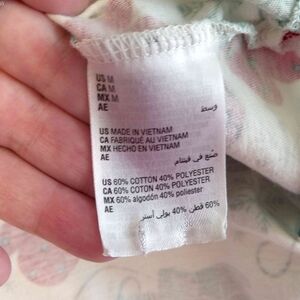 US M
CA M
MX M
AE وسط
US MADE IN VIETNAM
CA FABRIQUÉ AU VIETNAM
MX HECHO EN VIETNAM
AE صنع في فيتنام
US 60% COTTON 40% POLYESTER
CA 60% COTON 40% POLYESTER
MX 60% algodón 40% poliester
AE
60% قطن 40% بولي أستر